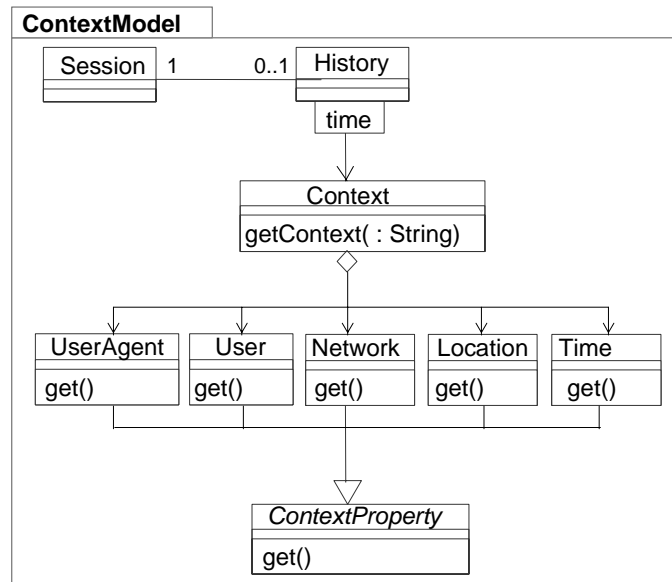 ContextModel
Session 1 0..1 History
time
Context
getContext( : String)
UserAgent User Network Location Time
get() get() get() get() get()
ContextProperty
get()